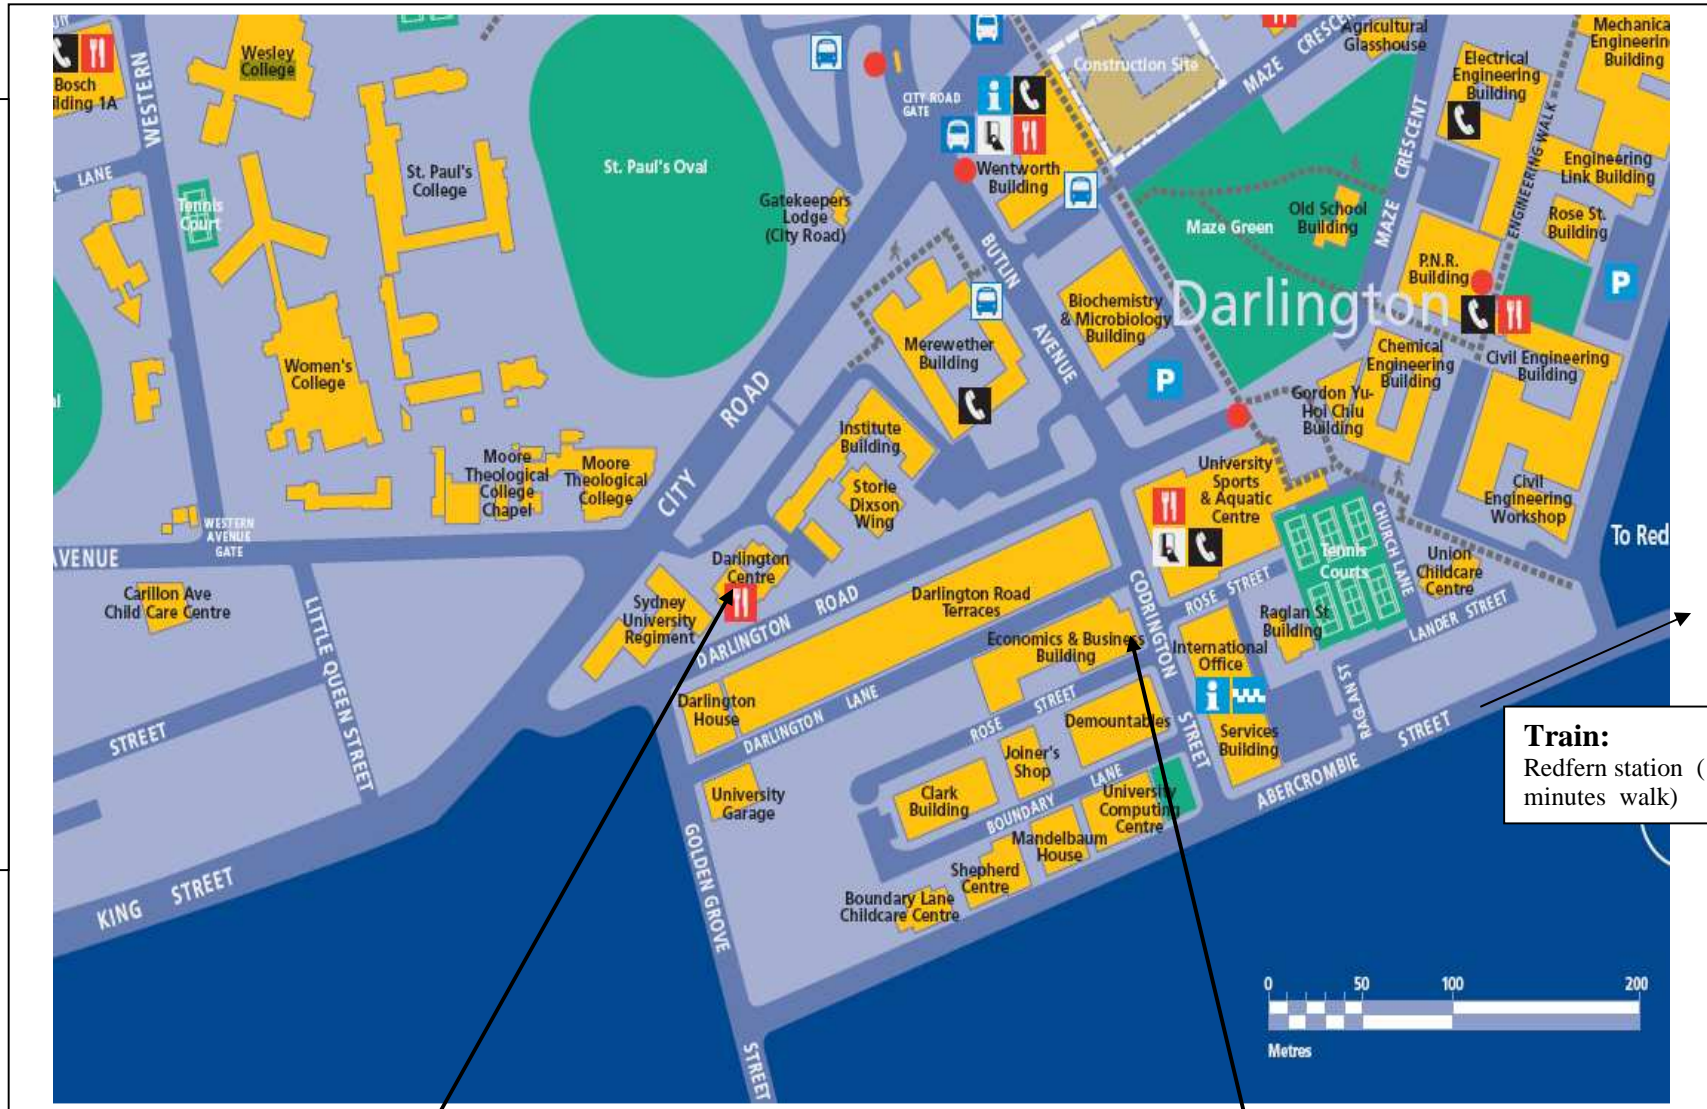 Wesley
College
Bosch
ilding 1A
WESTERN
LANE
Tennis
Court
St. Paul's
College
St. Paul's Oval
CITY ROAD
GATE
Wentworth
Building
Gatekeepers
Lodge
(City Road)
Construction Site
MAZE CRESCEN
Agricultural
Glasshouse
Electrical
Engineering
Building
Mechanica
Engineerin
Building
MAZE CRESCENT
ENGINEERING WALK
Engineering
Link Building
Rose St.
Building
Old School
Building
Maze Green
P.N.R.
Building
P
Darlington
BUTLIN
AVENUE
Biochemistry
& Microbiology
Building
P
Merewether
Building
Women's
College
CITY ROAD
Chemical
Engineering
Building
Civil Engineering
Building
Gordon Yu-
Hoi Chiu
Building
Institute
Building
Storie
Dixson
Wing
Moore
Theological
College
Chapel
Moore
Theological
College
University
Sports
& Aquatic
Centre
Civil
Engineering
Workshop
CHURCH LANE
Tennis
Courts
To Red
WESTERN
AVENUE
GATE
AVENUE
Darlington
Centre
Union
Childcare
Centre
Carillon Ave
Child Care Centre
Sydney
University
Regiment
DARLINGTON ROAD
Darlington Road
Terraces
CODRINGTON STREET
ROSE STREET
Raglan St
Building
LANDER STREET
Economics & Business
Building
International
Office
LITTLE QUEEN STREET
Darlington
House
DARLINGTON LANE
ROSE STREET
Demountables
Services
Building
RAGLAN ST
ABERCROMBIE STREET
STREET
Train:
Redfern station (
minutes walk)
Joiner's
Shop
University
Garage
Clark
Building
BOUNDARY LANE
University
Computing
Centre
Mandelbaum
House
Shepherd
Centre
Boundary Lane
Childcare Centre
KING STREET
GOLDEN GROVE STREET
0 50 100 200
Metres